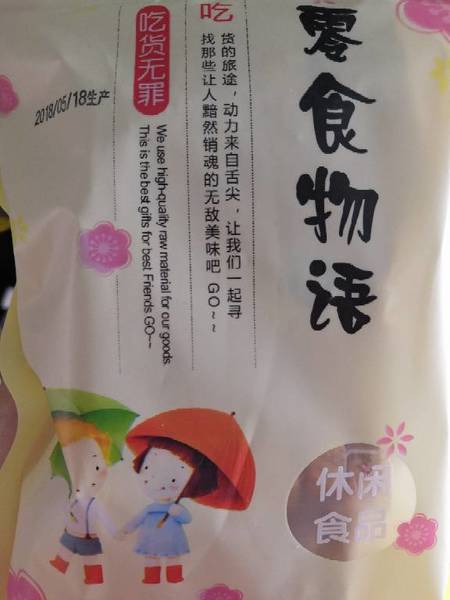 零食物语
吃
货的旅途，动力来自舌尖，让我们一起寻
找那些让人黯然销魂的无敌美味吧 GO~~
吃货无罪
We use high-quality raw material for our goods
This is the best gifts for best Friends GO~~
2018/05/18生产
休闲
食品